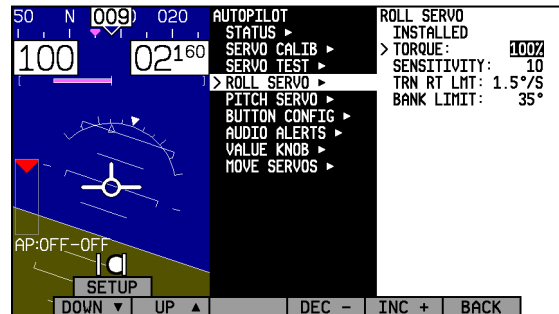 50 N 009 020
100
02160
AP:OFF-OFF
AUTOPILOT
STATUS ►
SERVO CALIB ►
SERVO TEST ►
> ROLL SERVO ►
PITCH SERVO ►
BUTTON CONFIG ►
AUDIO ALERTS ►
VALUE KNOB ►
MOVE SERVOS ►
ROLL SERVO
INSTALLED
> TORQUE: 100%
SENSITIVITY: 10
TRN RT LMT: 1.5°/S
BANK LIMIT: 35°
SETUP
DOWN ▼ UP ▲ DEC - INC + BACK